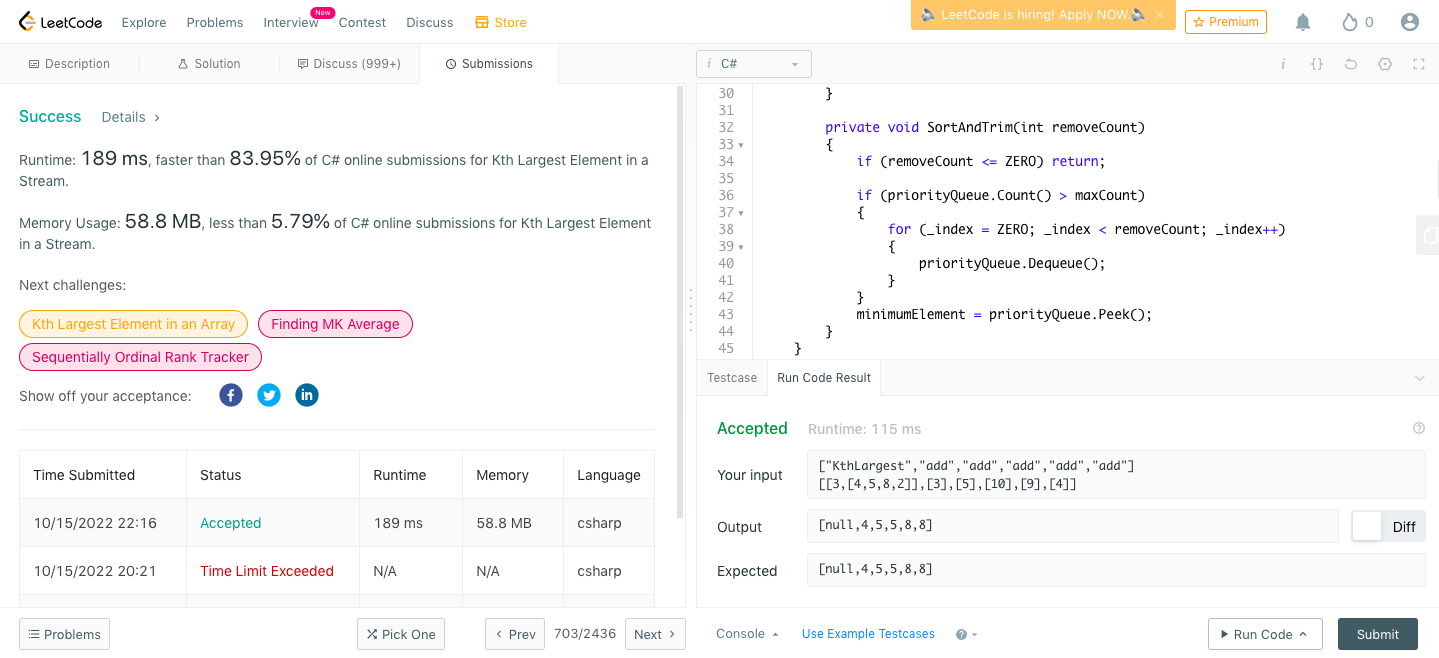 LeetCode Explore Problems Interview New Contest Discuss Store
LeetCode is hiring! Apply NOW.
Premium
0
Description Solution Discuss (999+) Submissions
Success Details
Runtime: 189 ms, faster than 83.95% of C# online submissions for Kth Largest Element in a
Stream.
Memory Usage: 58.8 MB, less than 5.79% of C# online submissions for Kth Largest Element
in a Stream.
Next challenges:
Kth Largest Element in an Array Finding MK Average
Sequentially Ordinal Rank Tracker
Show off your acceptance:
Time Submitted Status Runtime Memory Language
10/15/2022 22:16 Accepted 189 ms 58.8 MB csharp
10/15/2022 20:21 Time Limit Exceeded N/A N/A csharp
Problems Pick One Prev 703/2436 Next
i C#
30 }
31
32 private void SortAndTrim(int removeCount)
33 {
34 if (removeCount <= ZERO) return;
35
36 if (priorityQueue.Count() > maxCount)
37 {
38 for (_index = ZERO; _index < removeCount; _index++)
39 {
40 priorityQueue.Dequeue();
41 }
42 }
43 minimumElement = priorityQueue.Peek();
44 }
45 }
Testcase Run Code Result
Accepted Runtime: 115 ms
Your input
["KthLargest","add","add","add","add","add"]
[[3,[4,5,8,2]],[3],[5],[10],[9],[4]]
Output [null,4,5,5,8,8] Diff
Expected [null,4,5,5,8,8]
Console Use Example Testcases Run Code Submit